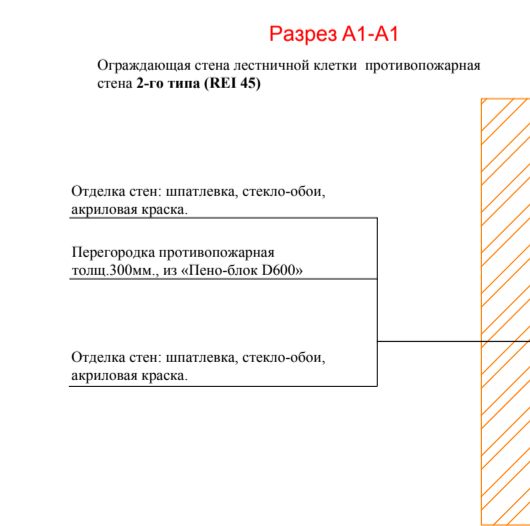 Разрез А1-А1
Ограждающая стена лестничной клетки противопожарная
стена 2-го типа (REI 45)
Отделка стен: шпатлевка, стекло-обои,
акриловая краска.
Перегородка противопожарная
толщ.300мм., из «Пено-блок D600»
Отделка стен: шпатлевка, стекло-обои,
акриловая краска.